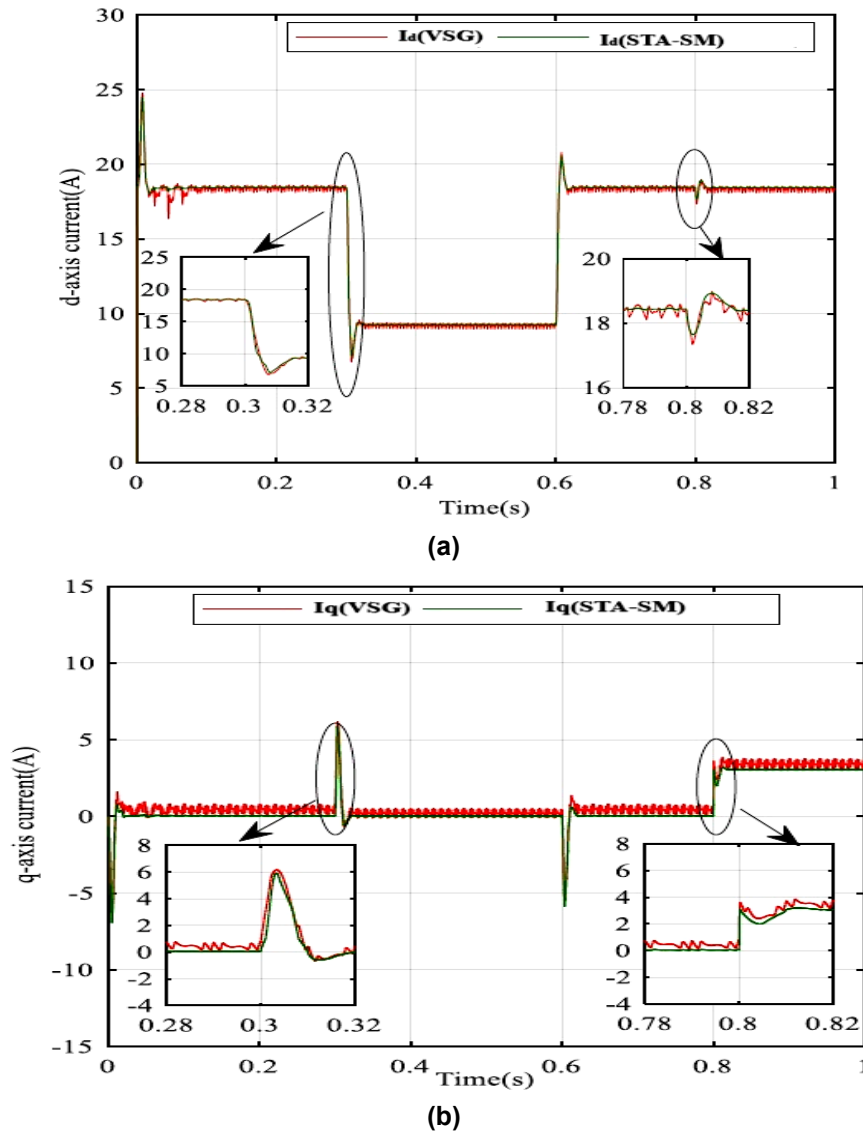 30
I_d(VSG) I_d(STA-SM)
25
20
15
10
5
0
d-axis current(A)
25
20
15
10
5
0.28 0.3 0.32
20
18
16
0.78 0.8 0.82
0 0.2 0.4 0.6 0.8 1
Time(s)
(a)
15
Iq(VSG) Iq(STA-SM)
10
5
0
-5
-10
-15
q-axis current(A)
8
6
4
2
0
-2
-4
0.28 0.3 0.32
8
6
4
2
0
-2
-4
0.78 0.8 0.82
0 0.2 0.4 0.6 0.8 1
Time(s)
(b)